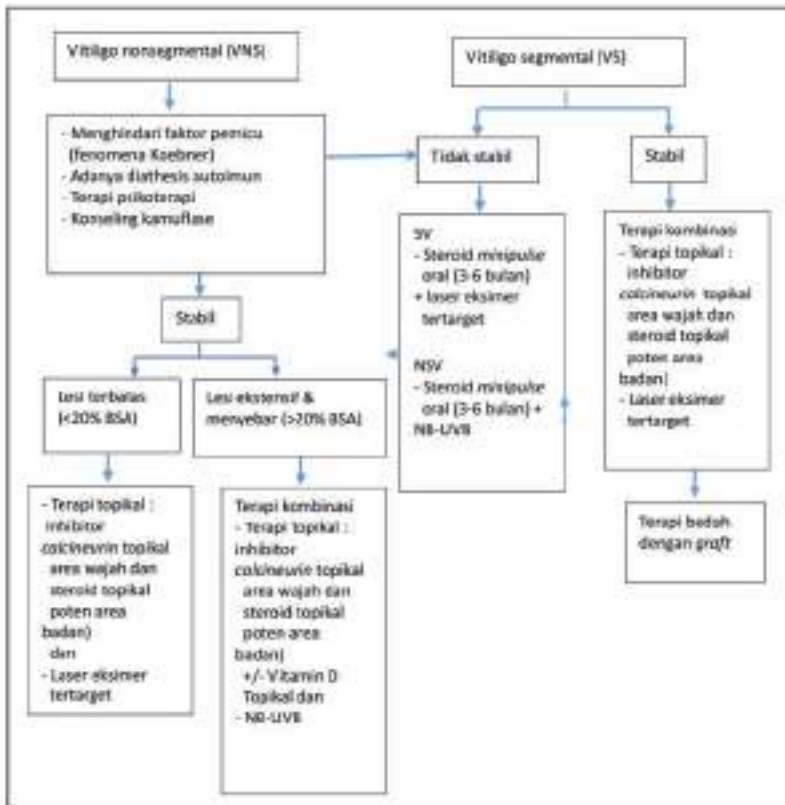 Vitiligo nonsegmental (VNS)
Vitiligo segmental (VS)
- Menghindari faktor pemicu
(fenomena Koebner)
- Adanya diathesis autoimun
- Terapi psikoterapi
- Konseling kamuflase
Tidak stabil
Stabil
SV
- Steroid minipulse
oral (3-6 bulan)
+ laser eksimer
tertarget
NSV
- Steroid minipulse
oral (3-6 bulan) +
NB-UVB
Terapi kombinasi
- Terapi topikal :
inhibitor
calcineurin topikal
area wajah dan
steroid topikal
poten area
badan)
- Laser eksimer
tertarget
Terapi bedah
dengan graft
Stabil
Lesi terbatas
(<20% BSA)
Lesi ekstensif &
menyebar (>20% BSA)
- Terapi topikal :
inhibitor
calcineurin topikal
area wajah dan
steroid topikal
poten area
badan)
dan
- Laser eksimer
tertarget
Terapi kombinasi
- Terapi topikal :
inhibitor
calcineurin topikal
area wajah dan
steroid topikal
poten area
badan)
+/- Vitamin D
Topikal dan
- NB-UVB